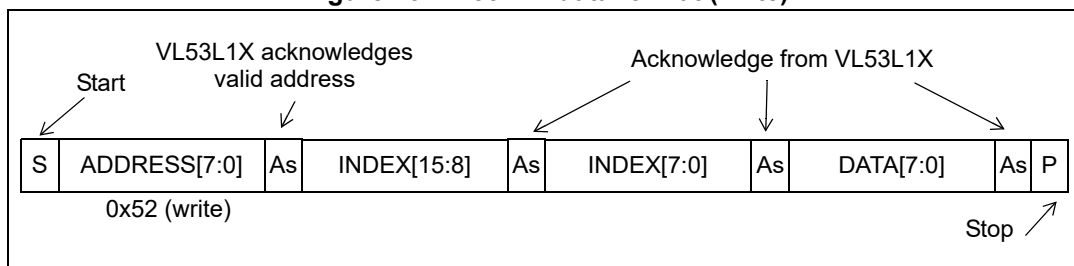 VL53L1X acknowledges
valid address
Acknowledge from VL53L1X
Start
S
ADDRESS[7:0]
As
INDEX[15:8]
As
INDEX[7:0]
As
DATA[7:0]
As
P
0x52 (write)
Stop